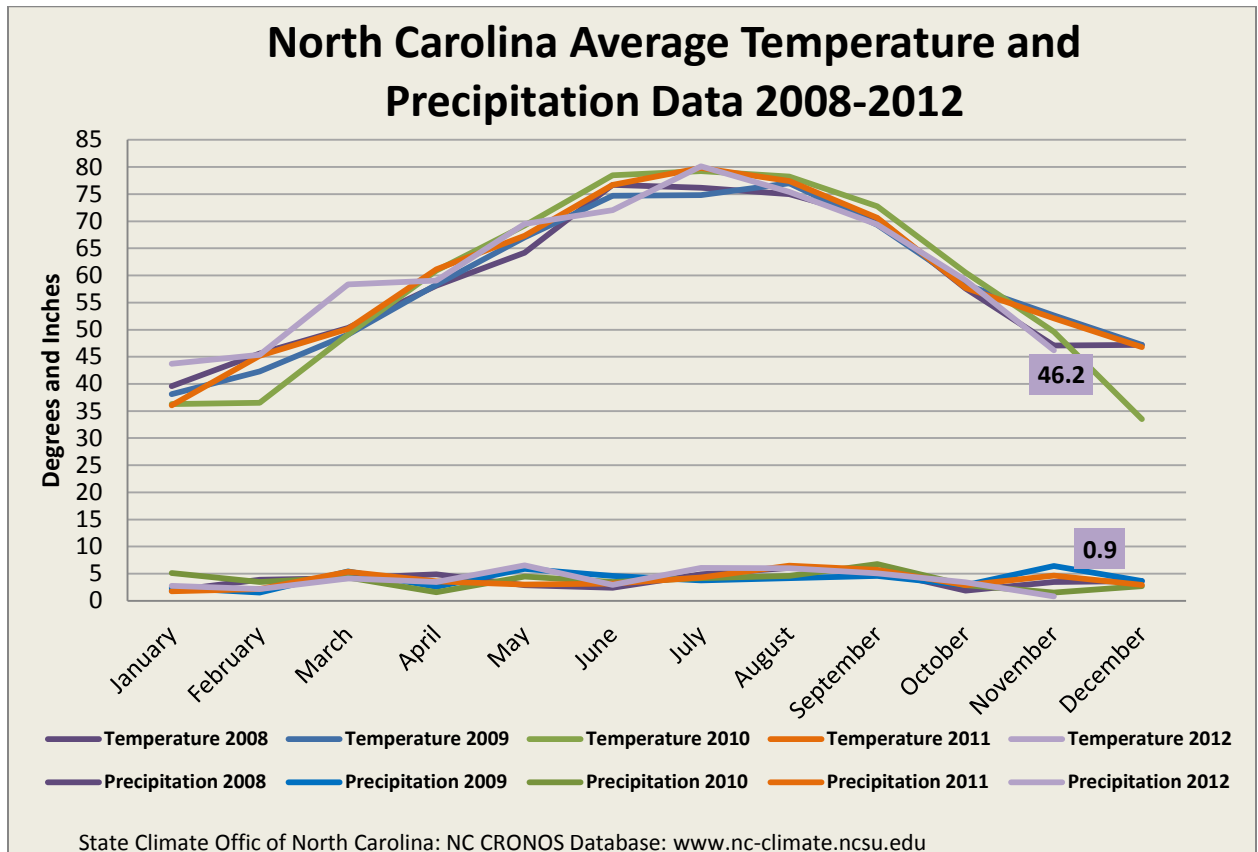 North Carolina Average Temperature and
Precipitation Data 2008-2012
Degrees and Inches
85
80
75
70
65
60
55
50
45
40
35
30
25
20
15
10
5
0
46.2
0.9
January
February
March
April
May
June
July
August
September
October
November
December
Temperature 2008 Temperature 2009 Temperature 2010 Temperature 2011 Temperature 2012
Precipitation 2008 Precipitation 2009 Precipitation 2010 Precipitation 2011 Precipitation 2012
State Climate Offic of North Carolina: NC CRONOS Database: www.nc-climate.ncsu.edu